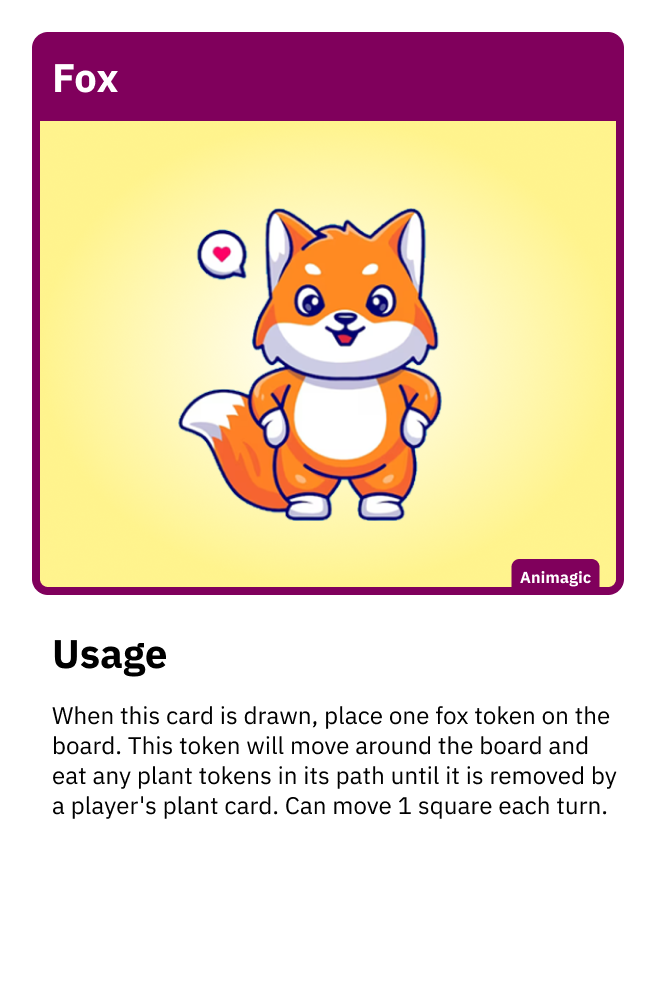 Fox
Animagic
Usage
When this card is drawn, place one fox token on the
board. This token will move around the board and
eat any plant tokens in its path until it is removed by
a player's plant card. Can move 1 square each turn.